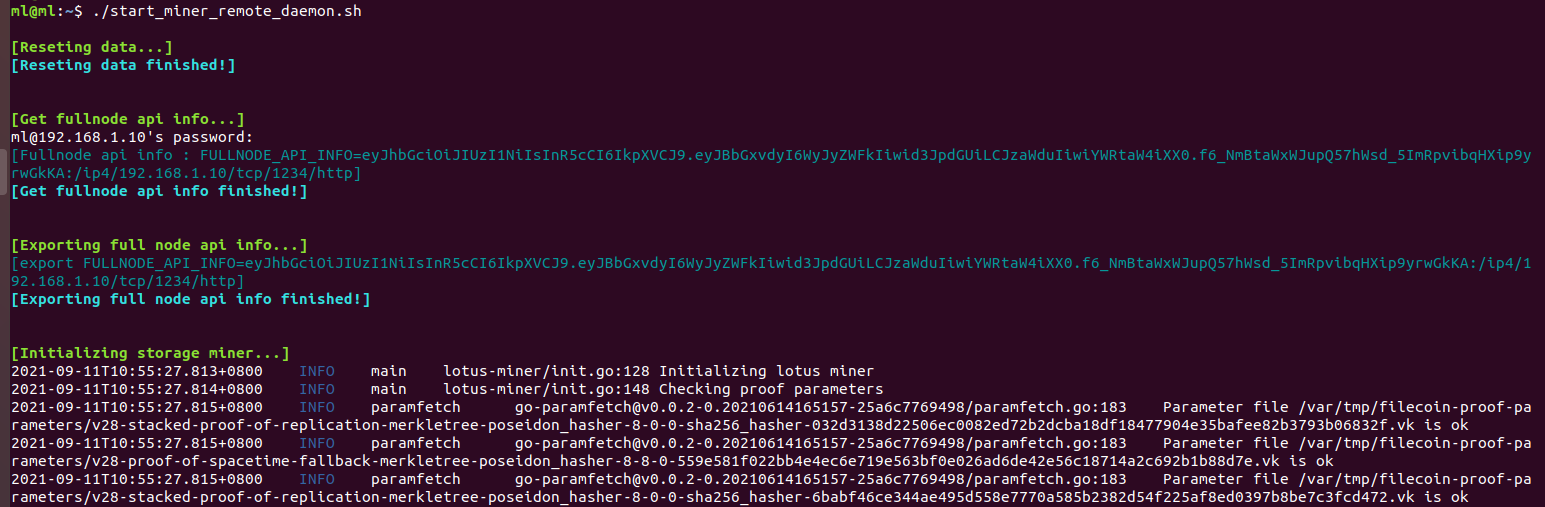 ml@ml:~$ ./start_miner_remote_daemon.sh
[Reseting data...]
[Reseting data finished!]
[Get fullnode api info...]
ml@192.168.1.10's password:
[Fullnode api info : FULLNODE_API_INFO=eyJhbGciOiJIUzI1NiIsInR5cCI6IkpXVCJ9.eyJBbGxvdyI6WyJyZWFkIiwid3JpdGUiLCJzaWduIiwiYWRtaW4iXX0.f6_NmBtaWxWJupQ57hWsd_5ImRpvibqHXip9y
rwGkKA:/ip4/192.168.1.10/tcp/1234/http]
[Get fullnode api info finished!]
[Exporting full node api info...]
[export FULLNODE_API_INFO=eyJhbGciOiJIUzI1NiIsInR5cCI6IkpXVCJ9.eyJBbGxvdyI6WyJyZWFkIiwid3JpdGUiLCJzaWduIiwiYWRtaW4iXX0.f6_NmBtaWxWJupQ57hWsd_5ImRpvibqHXip9yrwGkKA:/ip4/1
92.168.1.10/tcp/1234/http]
[Exporting full node api info finished!]
[Initializing storage miner...]
2021-09-11T10:55:27.813+0800 INFO main lotus-miner/init.go:128 Initializing lotus miner
2021-09-11T10:55:27.814+0800 INFO main lotus-miner/init.go:148 Checking proof parameters
2021-09-11T10:55:27.815+0800 INFO paramfetch go-paramfetch@v0.0.2-0.20210614165157-25a6c7769498/paramfetch.go:183 Parameter file /var/tmp/filecoin-proof-pa
rameters/v28-stacked-proof-of-replication-merkletree-poseidon_hasher-8-0-0-sha256_hasher-032d3138d22506ec0082ed72b2dcba18df18477904e35bafee82b3793b06832f.vk is ok
2021-09-11T10:55:27.815+0800 INFO paramfetch go-paramfetch@v0.0.2-0.20210614165157-25a6c7769498/paramfetch.go:183 Parameter file /var/tmp/filecoin-proof-pa
rameters/v28-proof-of-spacetime-fallback-merkletree-poseidon_hasher-8-8-0-559e581f022bb4e4ec6e719e563bf0e026ad6de42e56c18714a2c692b1b88d7e.vk is ok
2021-09-11T10:55:27.815+0800 INFO paramfetch go-paramfetch@v0.0.2-0.20210614165157-25a6c7769498/paramfetch.go:183 Parameter file /var/tmp/filecoin-proof-pa
rameters/v28-stacked-proof-of-replication-merkletree-poseidon_hasher-8-0-0-sha256_hasher-6babf46ce344ae495d558e7770a585b2382d54f225af8ed0397b8be7c3fcd472.vk is ok